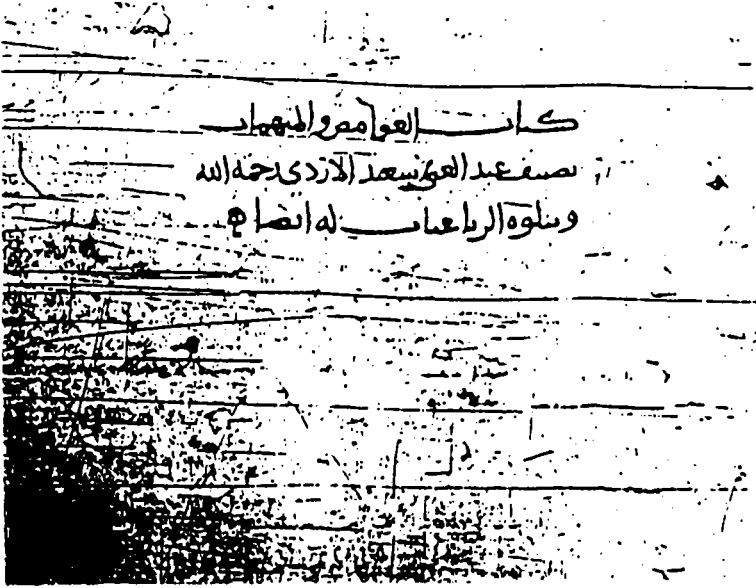 كتاب الغوامض والمبهمات
تصنيف عبد الغني بن سعيد الازدي رحمه الله
ويتلوه الرباعيات له ايضا